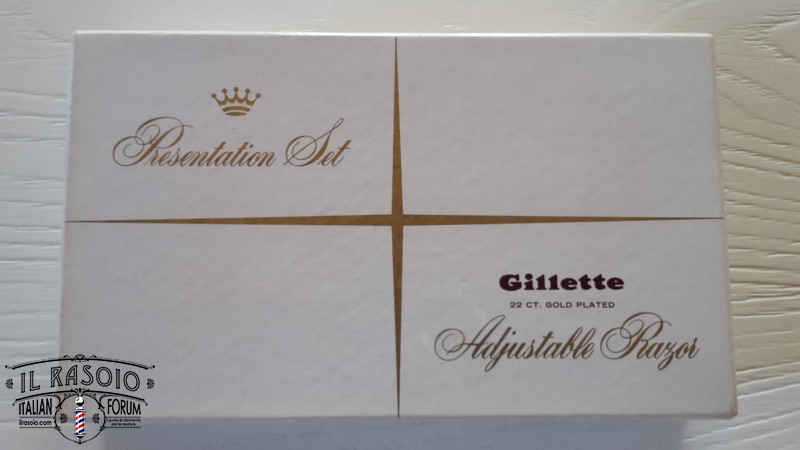 Presentation Set
Gillette
22 CT. GOLD PLATED
Adjustable Razor
IL RASOIO
ITALIAN FORUM
ilrasoio.com